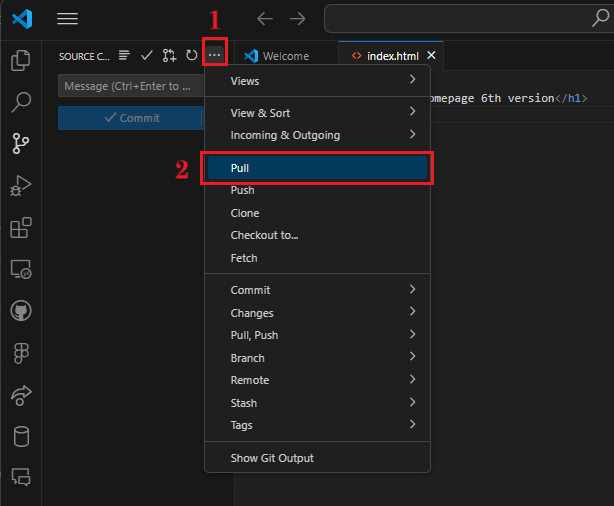 1
SOURCE C...
Welcome
index.html
Message (Ctrl+Enter to ...
Commit
omepage 6th version</h1>
Views
View & Sort
Incoming & Outgoing
2
Pull
Push
Clone
Checkout to...
Fetch
Commit
Changes
Pull, Push
Branch
Remote
Stash
Tags
Show Git Output